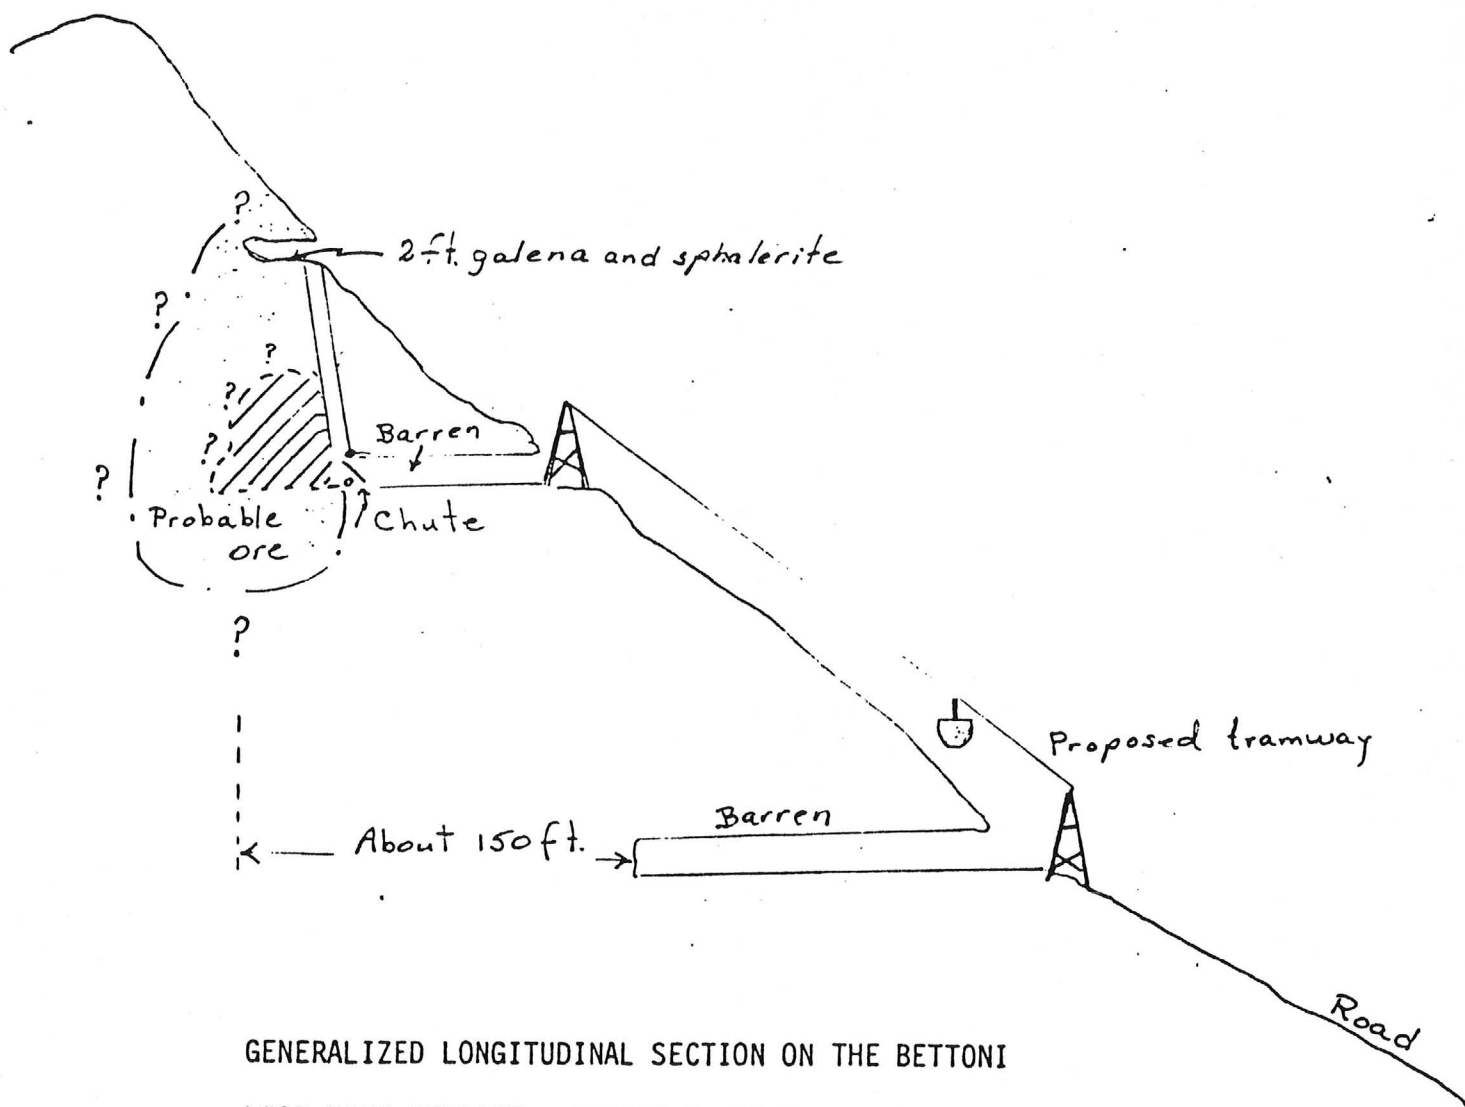 ?
2 ft. galena and sphalerite
?
?
?
Barren
?
?
Probable
ore
Chute
?
Proposed tramway
Barren
About 150 ft.
Road
GENERALIZED LONGITUDINAL SECTION ON THE BETTONI